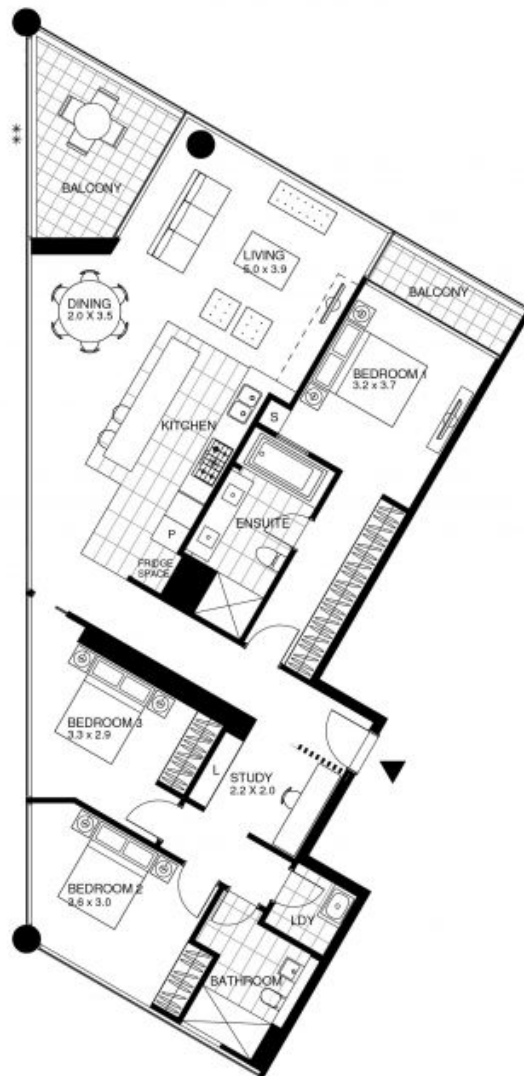 **
BALCONY
LIVING
5.0 x 3.9
BALCONY
DINING
2.0 X 3.5
BEDROOM 1
3.2 x 3.7
S
KITCHEN
ENSUITE
P
FRIDGE
SPACE
BEDROOM 3
3.3 x 2.9
L
STUDY
2.2 X 2.0
BEDROOM 2
3.6 x 3.0
LDY
BATHROOM